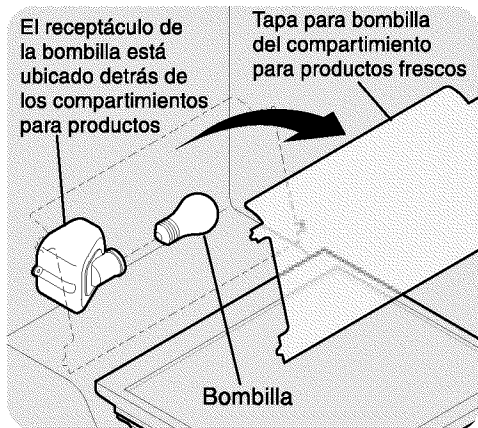 El receptáculo de
la bombilla está
ubicado detrás de
los compartimientos
para productos
Tapa para bombilla
del compartimiento
para productos frescos
Bombilla